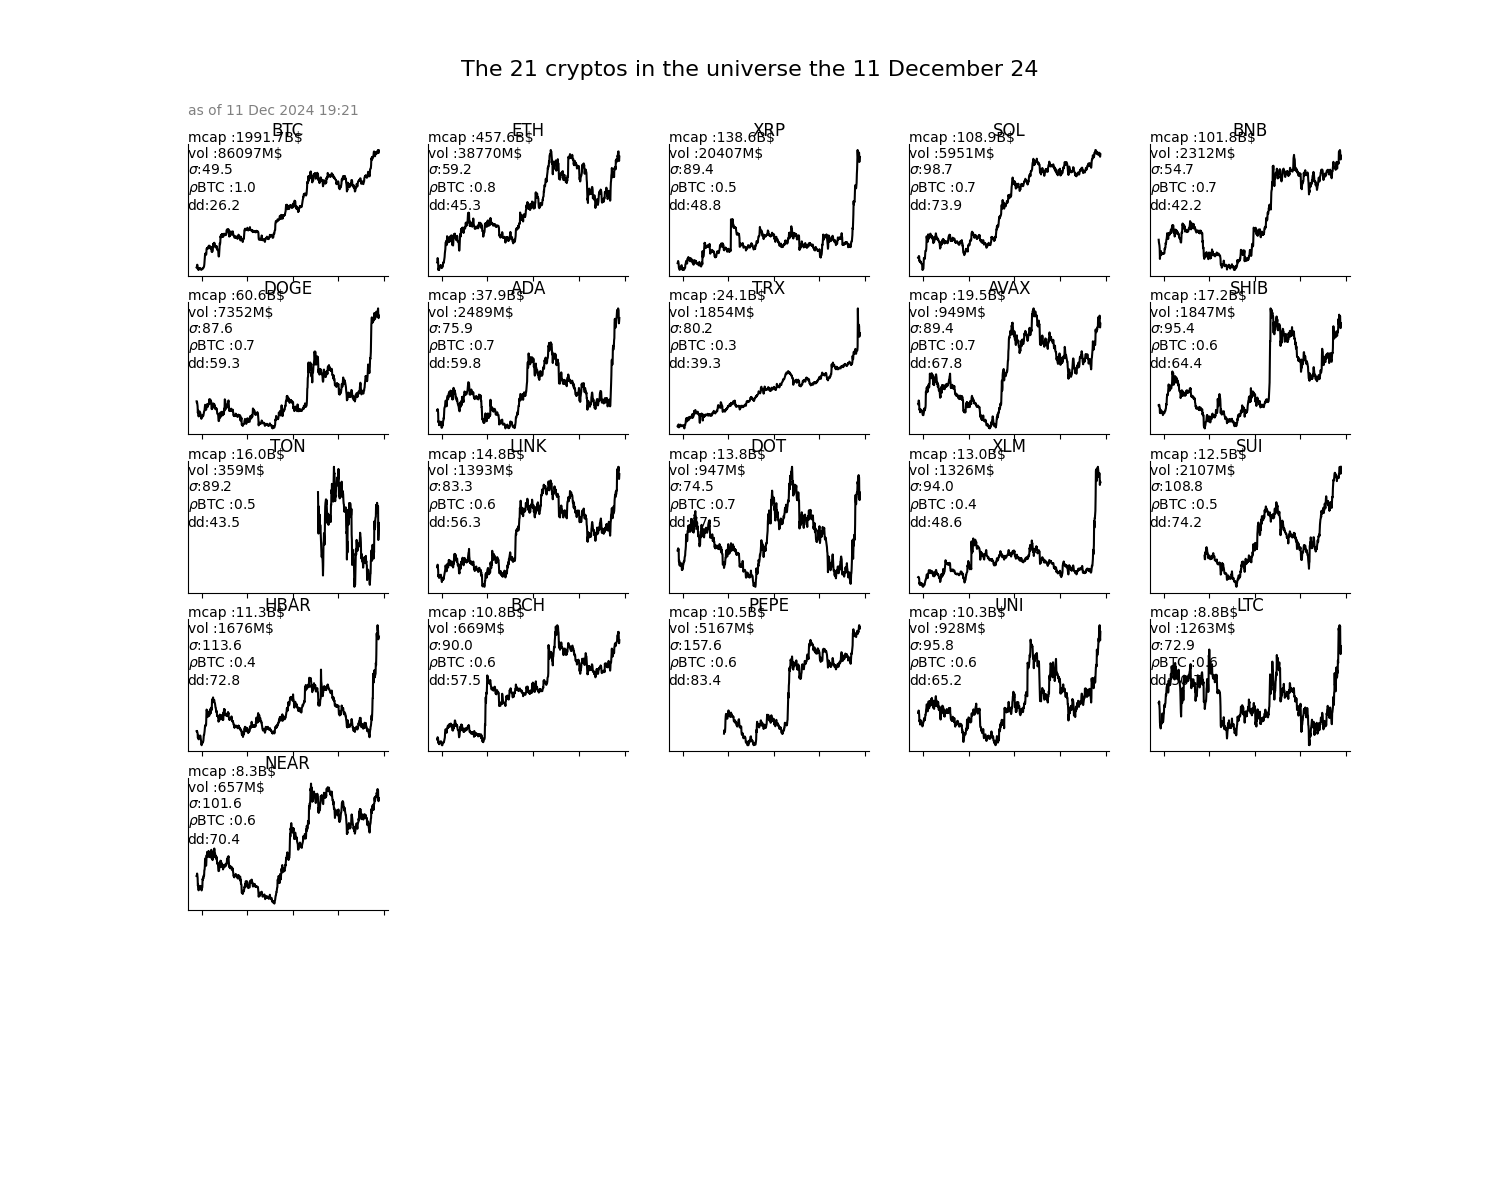 The 21 cryptos in the universe the 11 December 24
as of 11 Dec 2024 19:21
BTC
mcap :1991.7B$
vol :86097M$
σ:49.5
ρBTC :1.0
dd:26.2
ETH
mcap :457.6B$
vol :38770M$
σ:59.2
ρBTC :0.8
dd:45.3
XRP
mcap :138.6B$
vol :20407M$
σ:89.4
ρBTC :0.5
dd:48.8
SOL
mcap :108.9B$
vol :5951M$
σ:98.7
ρBTC :0.7
dd:73.9
BNB
mcap :101.8B$
vol :2312M$
σ:54.7
ρBTC :0.7
dd:42.2
DOGE
mcap :60.6B$
vol :7352M$
σ:87.6
ρBTC :0.7
dd:59.3
ADA
mcap :37.9B$
vol :2489M$
σ:75.9
ρBTC :0.7
dd:59.8
TRX
mcap :24.1B$
vol :1854M$
σ:80.2
ρBTC :0.3
dd:39.3
AVAX
mcap :19.5B$
vol :949M$
σ:89.4
ρBTC :0.7
dd:67.8
SHIB
mcap :17.2B$
vol :1847M$
σ:95.4
ρBTC :0.6
dd:64.4
TON
mcap :16.0B$
vol :359M$
σ:89.2
ρBTC :0.5
dd:43.5
LINK
mcap :14.8B$
vol :1393M$
σ:83.3
ρBTC :0.6
dd:56.3
DOT
mcap :13.8B$
vol :947M$
σ:74.5
ρBTC :0.7
XLM
mcap :13.0B$
vol :1326M$
σ:94.0
ρBTC :0.4
dd:48.6
SUI
mcap :12.5B$
vol :2107M$
σ:108.8
ρBTC :0.5
dd:74.2
HBAR
mcap :11.3B$
vol :1676M$
σ:113.6
ρBTC :0.4
dd:72.8
BCH
mcap :10.8B$
vol :669M$
σ:90.0
ρBTC :0.6
dd:57.5
PEPE
mcap :10.5B$
vol :5167M$
σ:157.6
ρBTC :0.6
dd:83.4
UNI
mcap :10.3B$
vol :928M$
σ:95.8
ρBTC :0.6
dd:65.2
LTC
mcap :8.8B$
vol :1263M$
σ:72.9
ρBTC :0.6
NEAR
mcap :8.3B$
vol :657M$
σ:101.6
ρBTC :0.6
dd:70.4